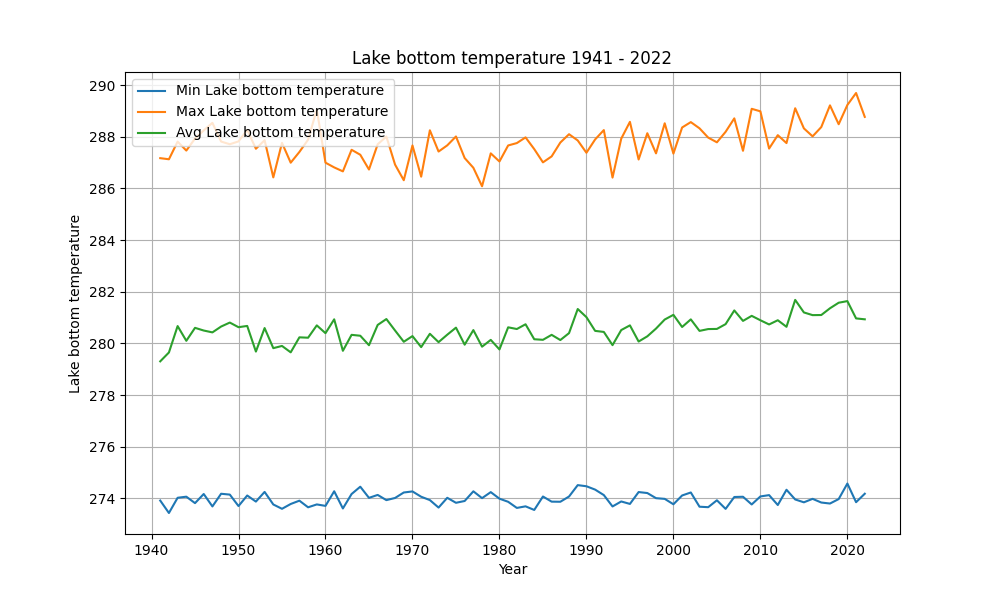 Lake bottom temperature 1941 - 2022
290
288
286
284
282
280
278
276
274
Lake bottom temperature
Min Lake bottom temperature
Max Lake bottom temperature
Avg Lake bottom temperature
1940 1950 1960 1970 1980 1990 2000 2010 2020
Year